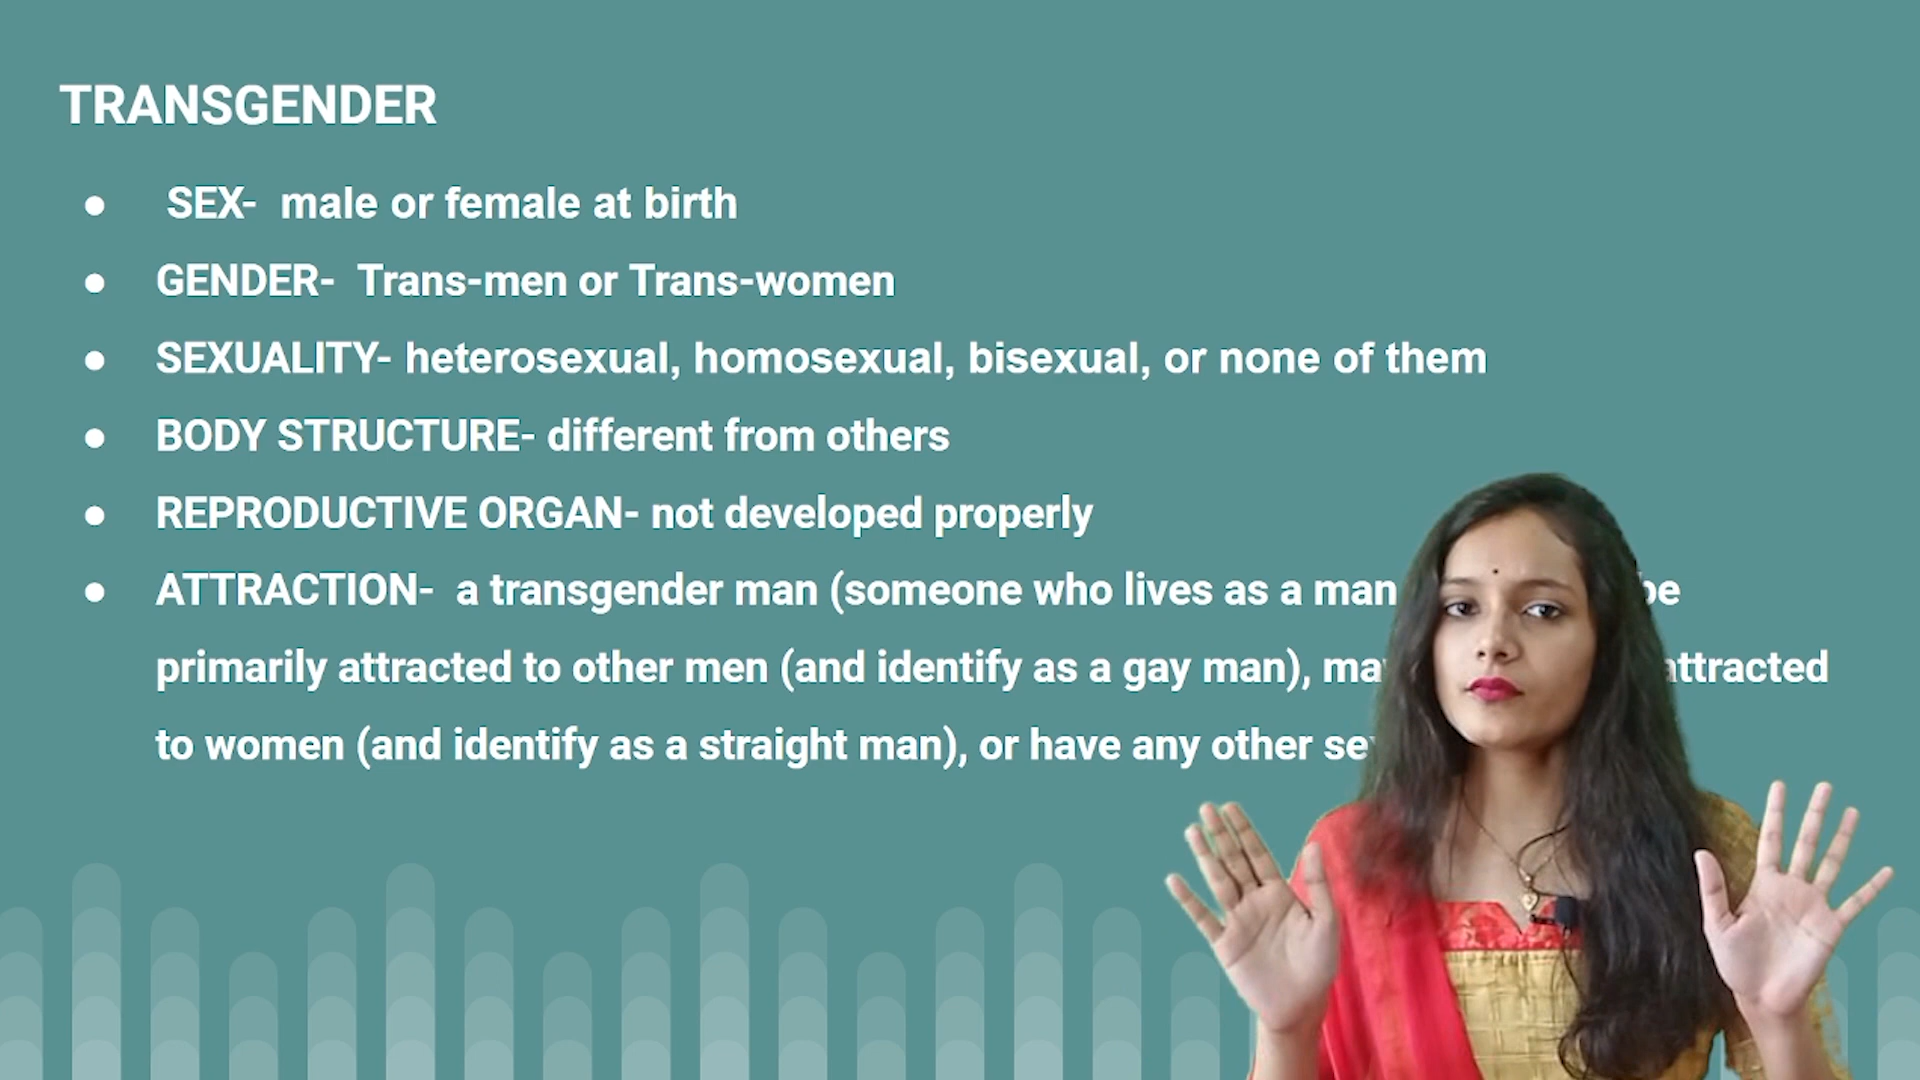 TRANSGENDER
● SEX- male or female at birth
● GENDER- Trans-men or Trans-women
● SEXUALITY- heterosexual, homosexual, bisexual, or none of them
● BODY STRUCTURE- different from others
● REPRODUCTIVE ORGAN- not developed properly
● ATTRACTION- a transgender man (someone who lives as a man be
primarily attracted to other men (and identify as a gay man), attracted
to women (and identify as a straight man), or have any other